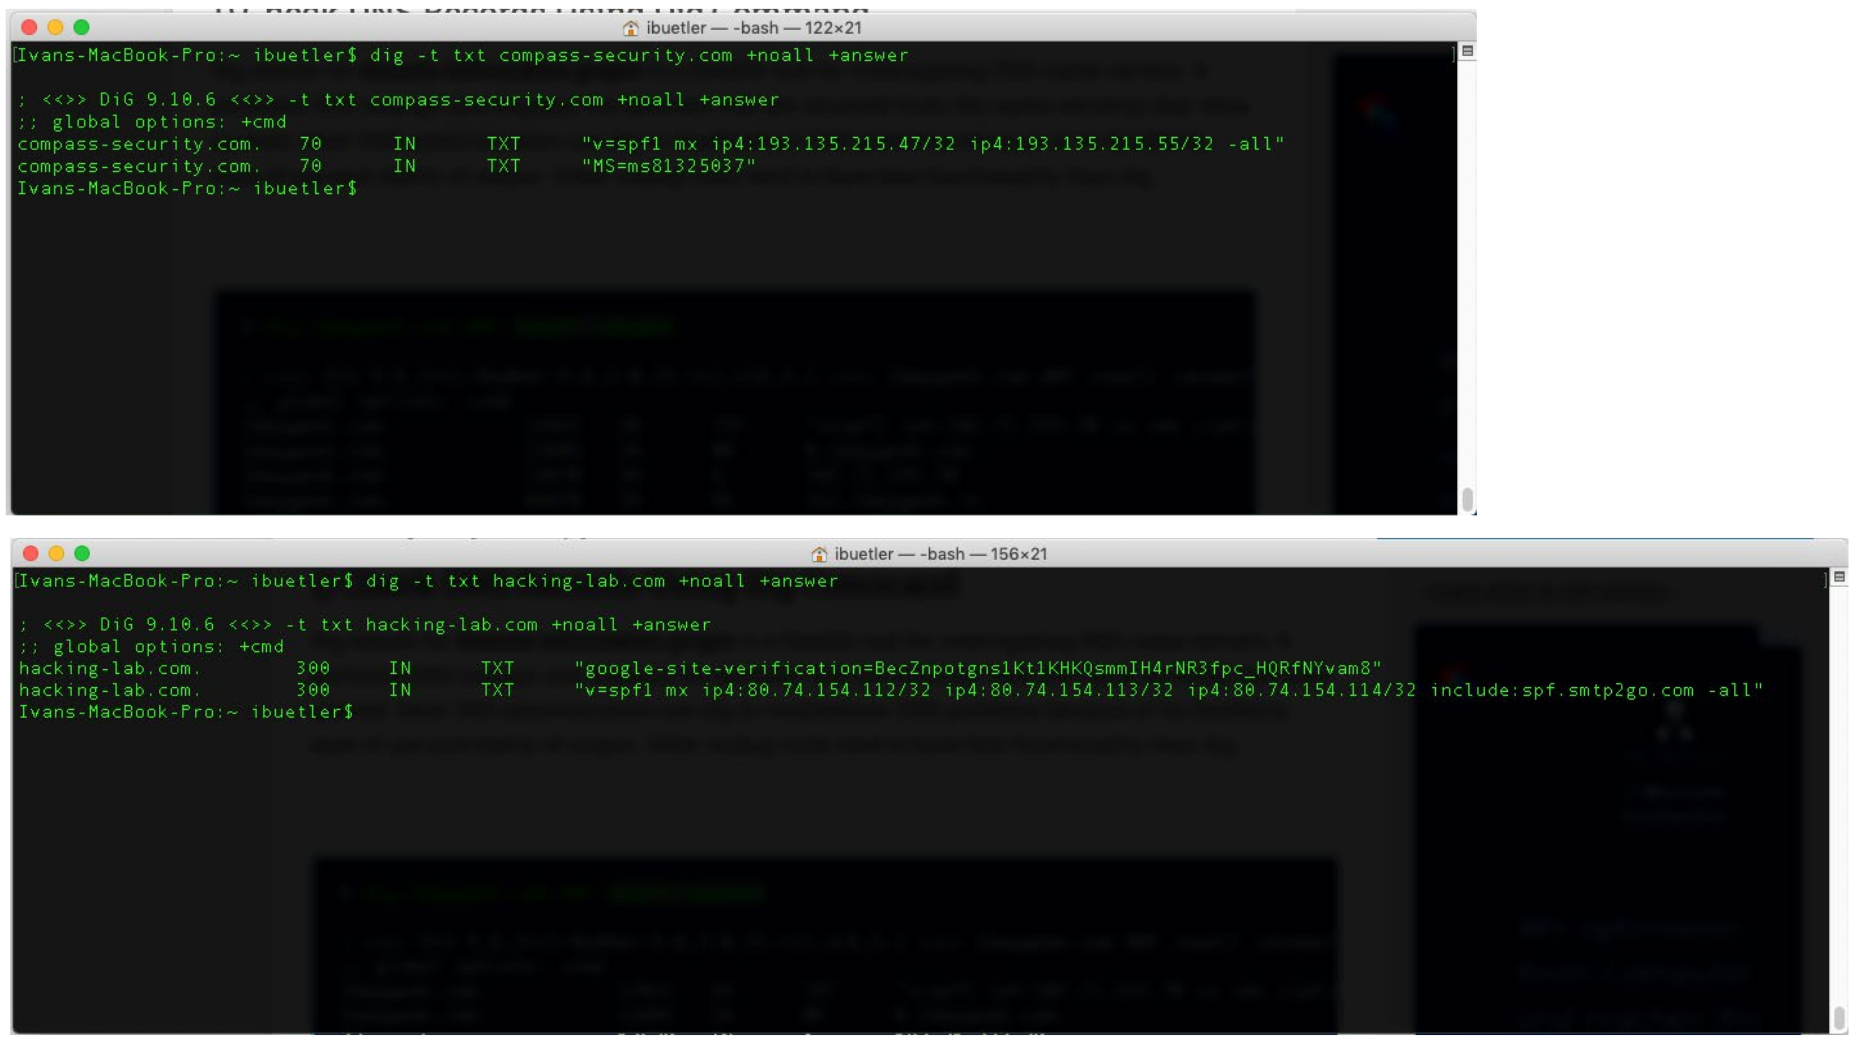 ibuetler — -bash — 122×21
[Ivans-MacBook-Pro:~ ibuetler$ dig -t txt compass-security.com +noall +answer ]
; <<>> DiG 9.10.6 <<>> -t txt compass-security.com +noall +answer
;; global options: +cmd
compass-security.com. 70 IN TXT "v=spf1 mx ip4:193.135.215.47/32 ip4:193.135.215.55/32 -all"
compass-security.com. 70 IN TXT "MS=ms81325037"
Ivans-MacBook-Pro:~ ibuetler$
ibuetler — -bash — 156×21
[Ivans-MacBook-Pro:~ ibuetler$ dig -t txt hacking-lab.com +noall +answer ]
; <<>> DiG 9.10.6 <<>> -t txt hacking-lab.com +noall +answer
;; global options: +cmd
hacking-lab.com. 300 IN TXT "google-site-verification=BecZnpotgns1Kt1KHKQsmmIH4rNR3fpc_HQRfNYvam8"
hacking-lab.com. 300 IN TXT "v=spf1 mx ip4:80.74.154.112/32 ip4:80.74.154.113/32 ip4:80.74.154.114/32 include:spf.smtp2go.com -all"
Ivans-MacBook-Pro:~ ibuetler$